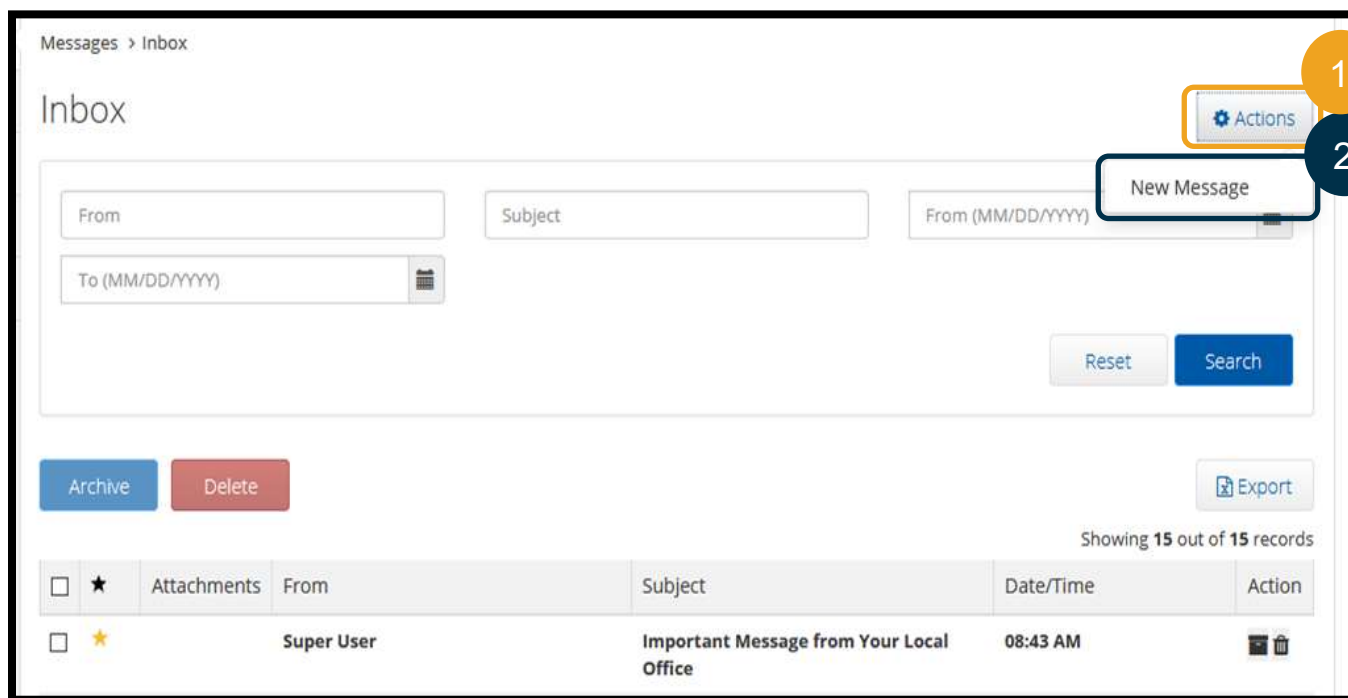 Messages > Inbox
1
Inbox
Actions
2
New Message
From
Subject
From (MM/DD/YYYY)
To (MM/DD/YYYY)
Reset
Search
Archive
Delete
Export
Showing 15 out of 15 records
Attachments From Subject Date/Time Action
Super User Important Message from Your Local 08:43 AM
Office